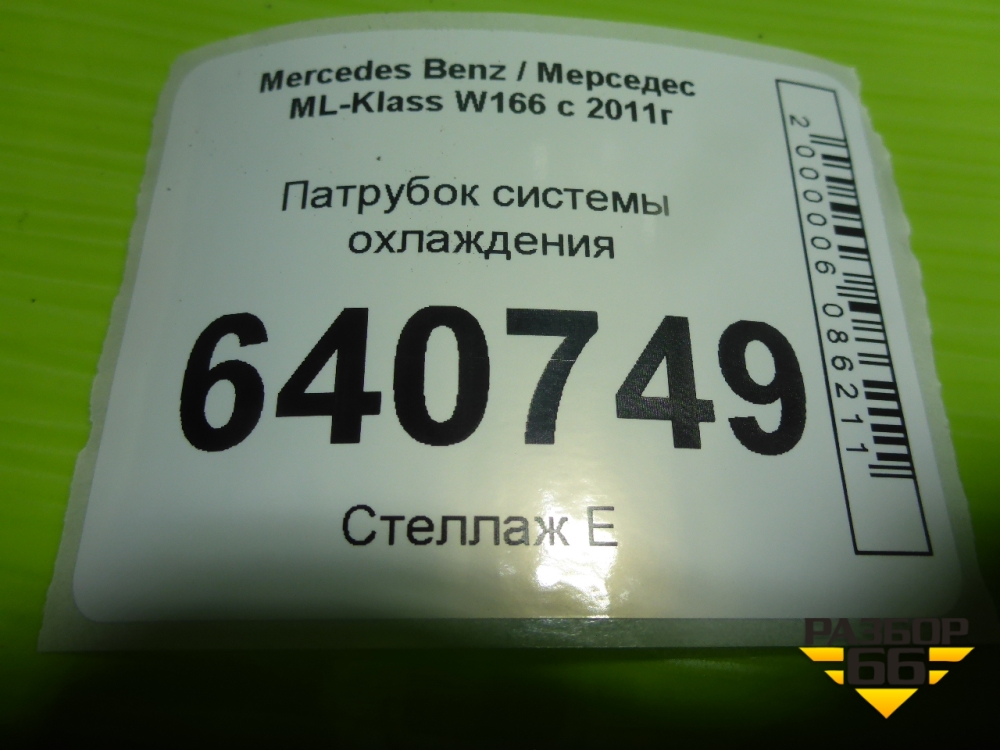 Mercedes Benz / Мерседес
ML-Klass W166 с 2011г
Патрубок системы
охлаждения
640749
Стеллаж Е
2000006086211
РАЗБОР
66